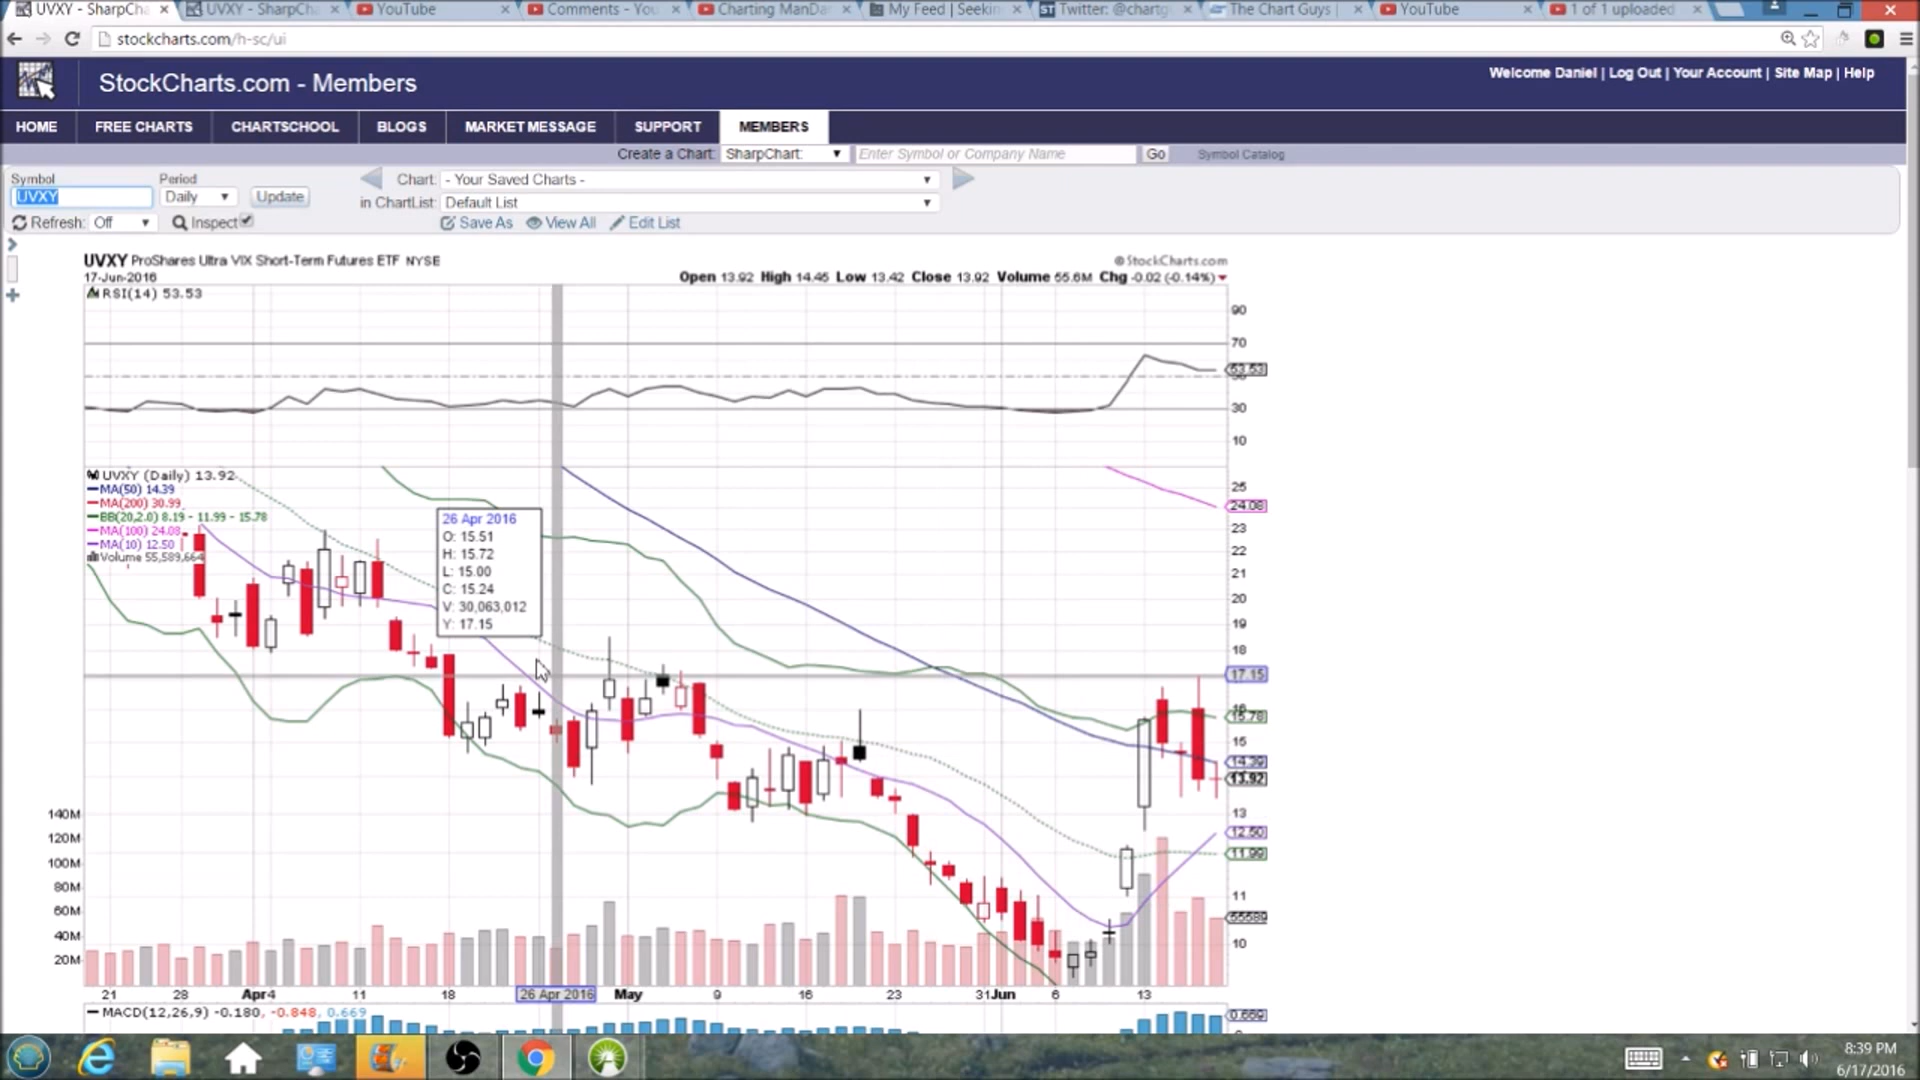 UVXY - SharpCha
UVXY - SharpCha
YouTube
Comments - You
Charting ManDa
My Feed | Seekin
Twitter: @chartg
The Chart Guys |
YouTube
1 of 1 uploaded
stockcharts.com/h-sc/ui
StockCharts.com - Members
Welcome Daniel | Log Out | Your Account | Site Map | Help
HOME FREE CHARTS CHARTSCHOOL BLOGS MARKET MESSAGE SUPPORT MEMBERS
Create a Chart: SharpChart: Enter Symbol or Company Name Go Symbol Catalog
Symbol Period
UVXY Daily Update
Chart: - Your Saved Charts -
in ChartList: Default List
Refresh: Off Inspect
Save As View All Edit List
UVXY ProShares Ultra VIX Short-Term Futures ETF NYSE
©StockCharts.com
17-Jun-2016
Open 13.92 High 14.45 Low 13.42 Close 13.92 Volume 55.6M Chg -0.02 (-0.14%)
RSI(14) 53.53
90
70
53.53
30
10
UVXY (Daily) 13.92
MA(50) 14.39
MA(200) 30.99
BB(20,2.0) 8.19 - 11.99 - 15.78
MA(100) 24.08
MA(10) 12.50
Volume 55,589,664
26 Apr 2016
O: 15.51
H: 15.72
L: 15.00
C: 15.24
V: 30,063,012
Y: 17.15
25
24.08
23
22
21
20
19
18
17.15
15.78
15
14.39
13.92
13
12.50
11.99
11
10
140M
120M
100M
80M
60M
40M
20M
21 28 Apr4 11 18 26 Apr 2016 May 9 16 23 31Jun 6 13
MACD(12,26,9) -0.180, -0.848, 0.669
0.669
8:39 PM
6/17/2016